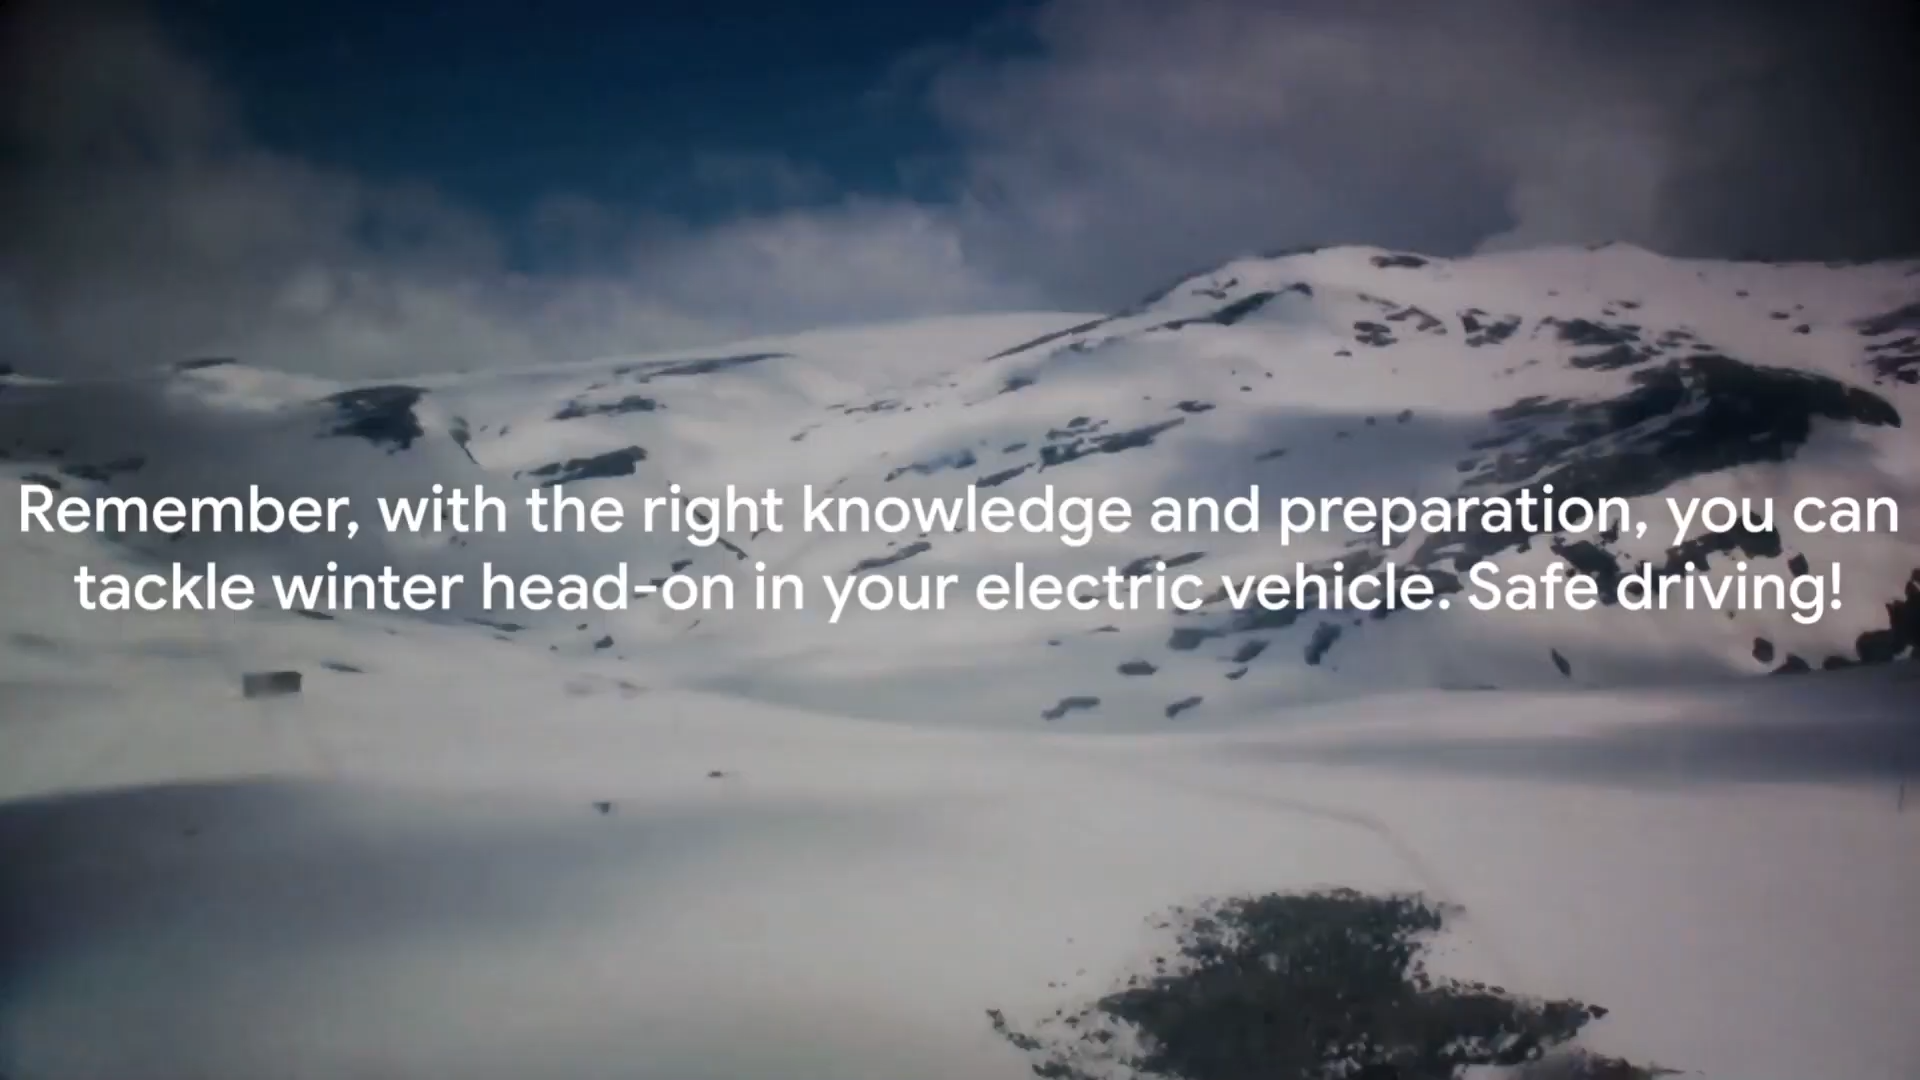 Remember, with the right knowledge and preparation, you can
tackle winter head-on in your electric vehicle. Safe driving!